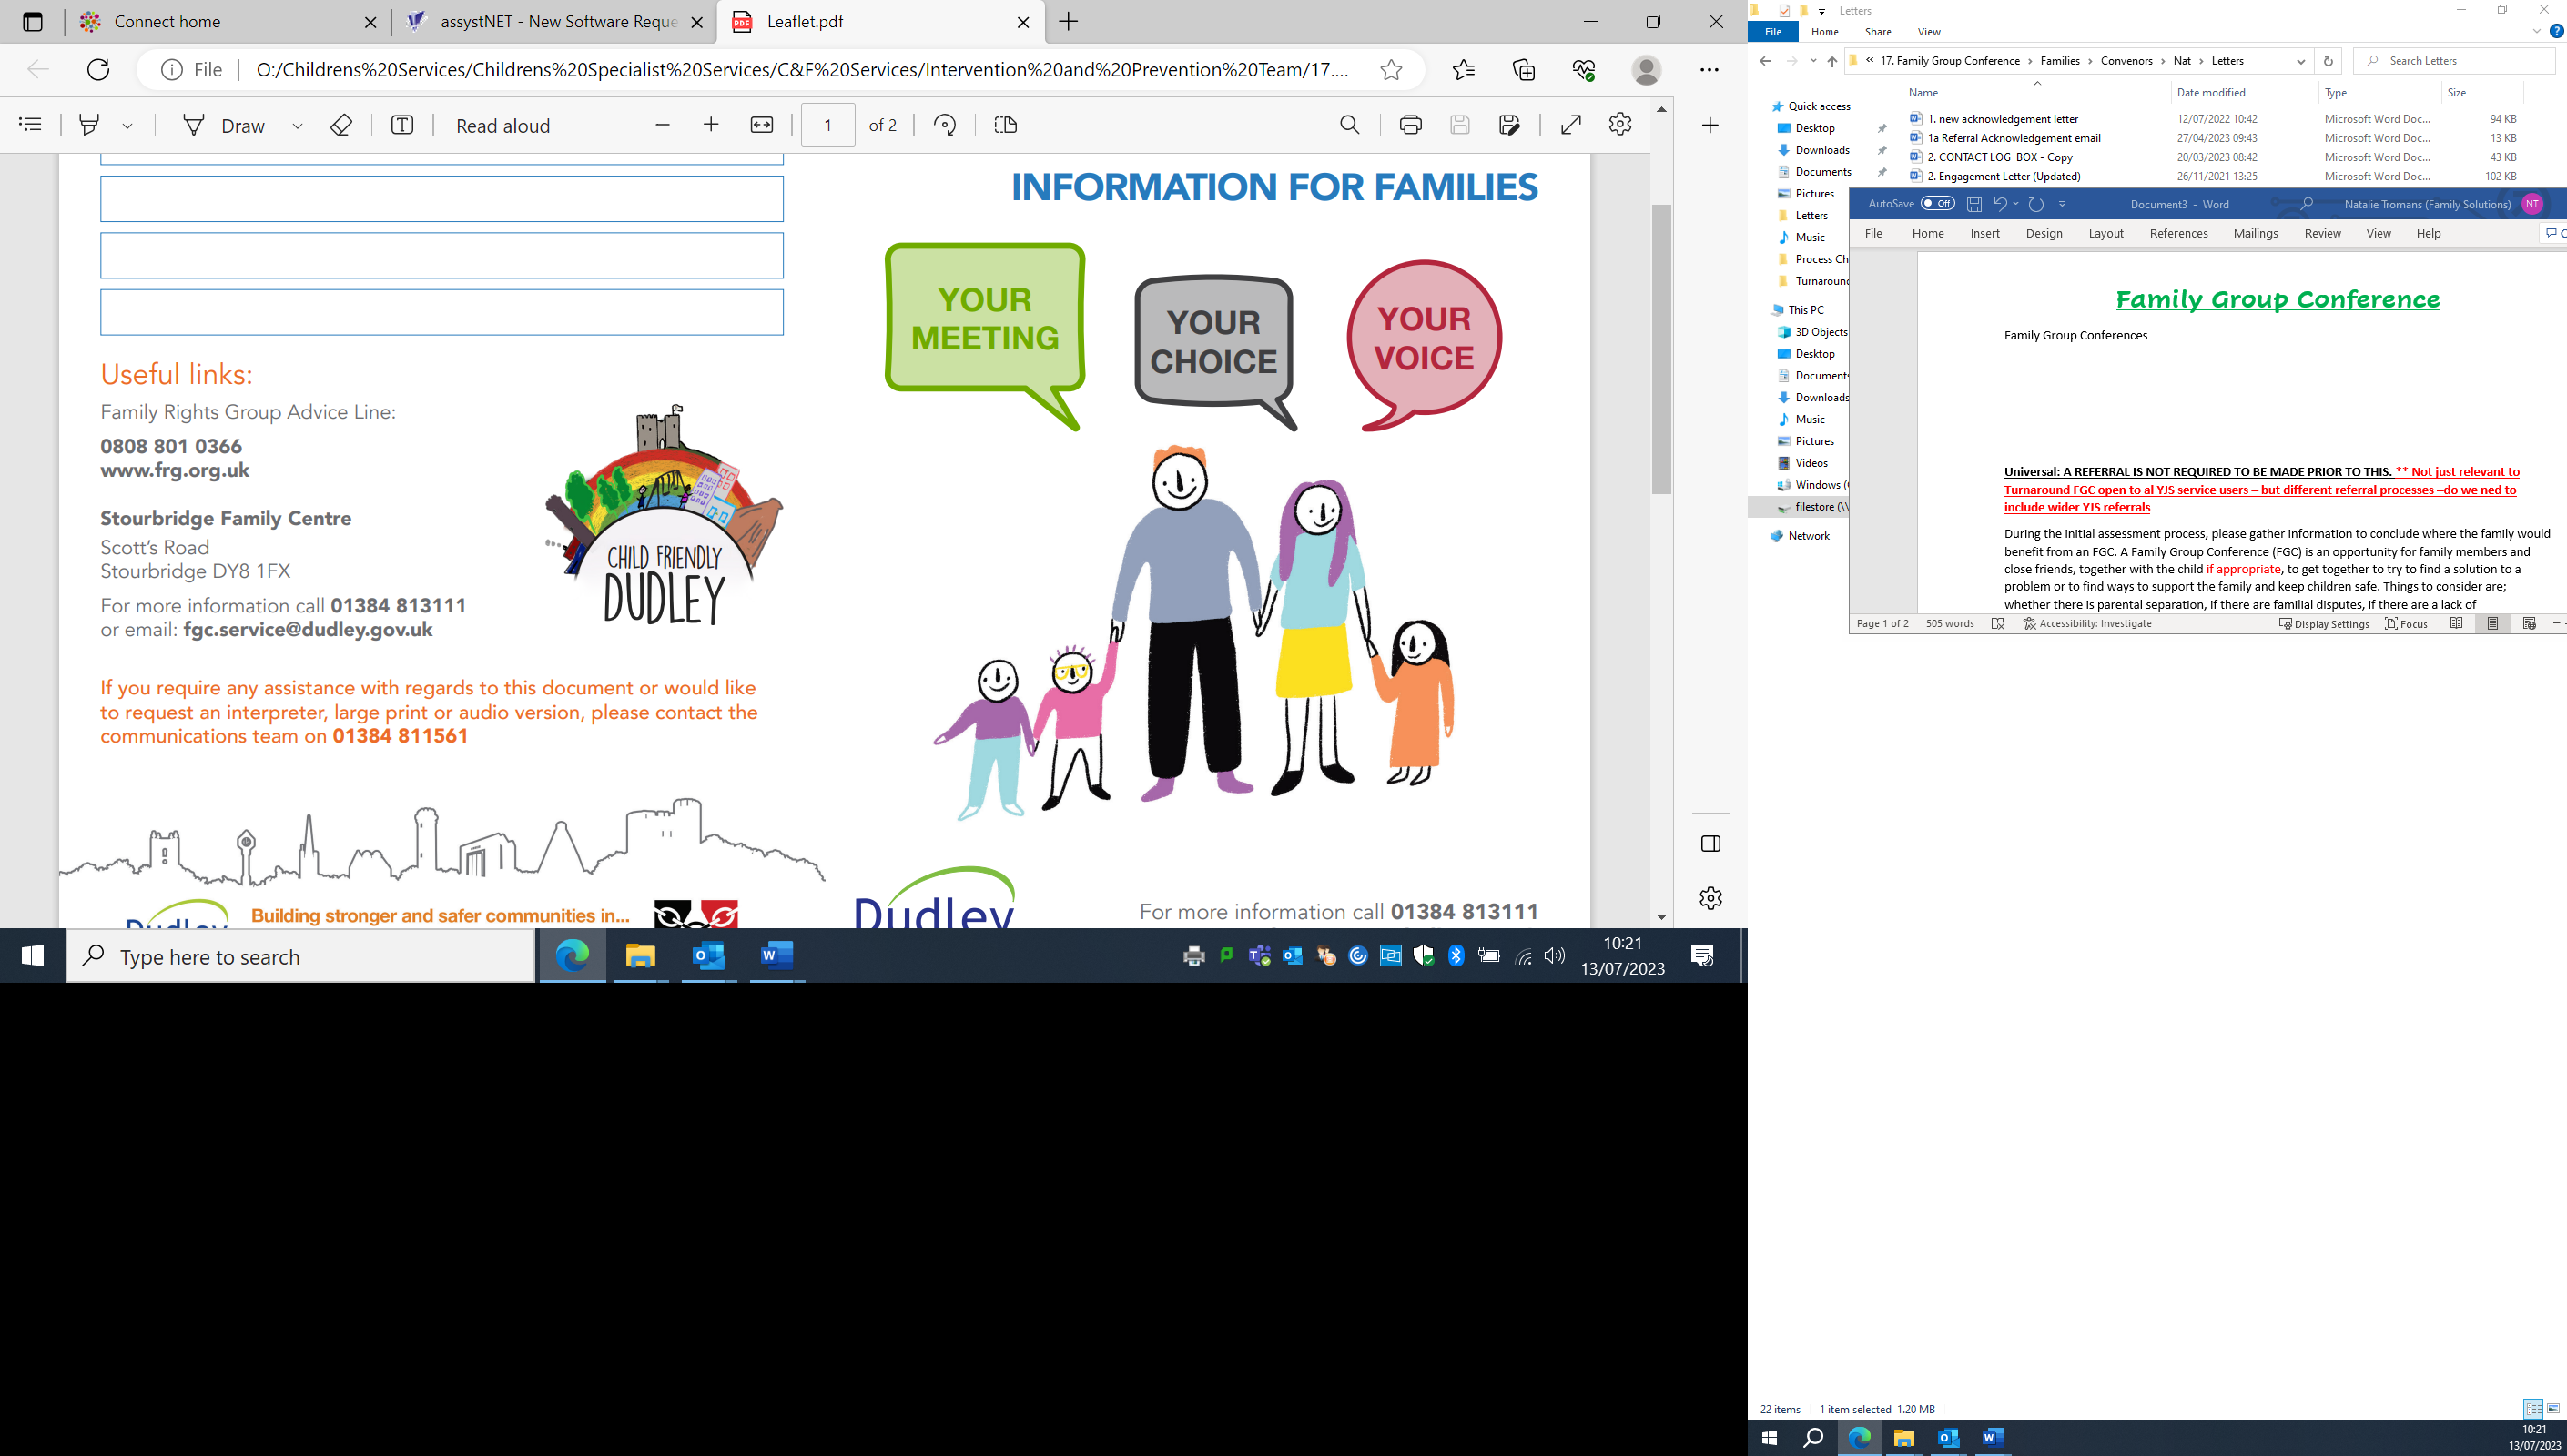 Connect home
assystNET - New Software Reque
Leaflet.pdf
File
O:/Childrens%20Services/Childrens%20Specialist%20Services/C&F%20Services/Intervention%20and%20Prevention%20Team/17....
Draw
Read aloud
1
of 2
INFORMATION FOR FAMILIES
YOUR
MEETING
YOUR
CHOICE
YOUR
VOICE
Useful links:
Family Rights Group Advice Line:
0808 801 0366
www.frg.org.uk
Stourbridge Family Centre
Scott's Road
Stourbridge DY8 1FX
For more information call 01384 813111
or email: fgc.service@dudley.gov.uk
CHILD FRIENDLY
DUDLEY
If you require any assistance with regards to this document or would like
to request an interpreter, large print or audio version, please contact the
communications team on 01384 811561
Dudley
Building stronger and safer communities in...
Dudley
For more information call 01384 813111
Type here to search
10:21
13/07/2023
Letters
File Home Share View
« 17. Family Group Conference › Families › Convenors › Nat › Letters
Search Letters
Name Date modified Type Size
1. new acknowledgement letter 12/07/2022 10:42 Microsoft Word Doc... 94 KB
1a Referral Acknowledgement email 27/04/2023 09:43 Microsoft Word Doc... 13 KB
2. CONTACT LOG BOX - Copy 20/03/2023 08:42 Microsoft Word Doc... 43 KB
2. Engagement Letter (Updated) 26/11/2021 13:25 Microsoft Word Doc... 102 KB
Quick access
Desktop
Downloads
Documents
Pictures
Letters
Music
Process Ch
Turnaround
This PC
3D Objects
Desktop
Documents
Downloads
Music
Pictures
Videos
Windows (
filestore (\\
Network
AutoSave Off
Document3 - Word
Natalie Tromans (Family Solutions) NT
File Home Insert Design Layout References Mailings Review View Help
Family Group Conference
Family Group Conferences
Universal: A REFERRAL IS NOT REQUIRED TO BE MADE PRIOR TO THIS. ** Not just relevant to
Turnaround FGC open to al YJS service users – but different referral processes –do we ned to
include wider YJS referrals
During the initial assessment process, please gather information to conclude where the family would
benefit from an FGC. A Family Group Conference (FGC) is an opportunity for family members and
close friends, together with the child if appropriate, to get together to try to find a solution to a
problem or to find ways to support the family and keep children safe. Things to consider are;
whether there is parental separation, if there are familial disputes, if there are a lack of
Page 1 of 2 505 words Accessibility: Investigate Display Settings Focus
22 items 1 item selected 1.20 MB
10:21
13/07/2023